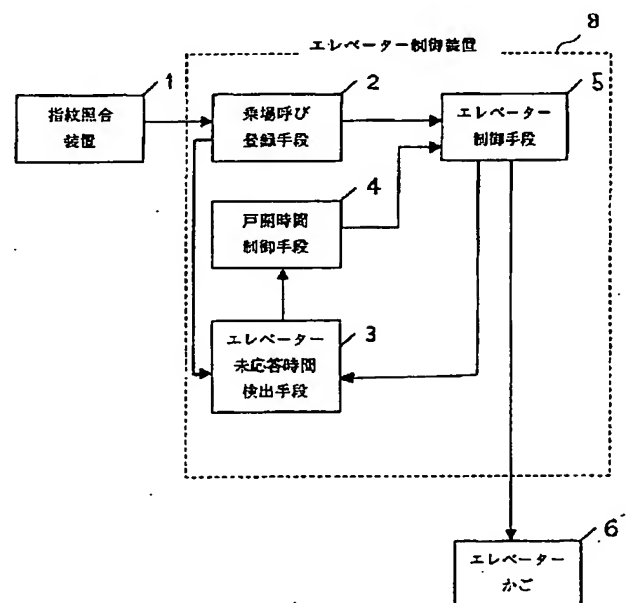 エレベーター制御装置
8
1
指紋照合
装置
2
乗場呼び
登録手段
5
エレベーター
制御手段
4
戸開時間
制御手段
エレベーター
未応答時間
検出手段
3
6
エレベーター
かご